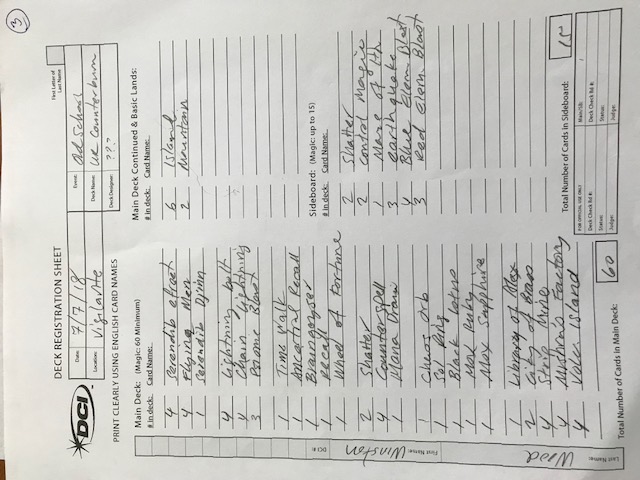 3
DECK REGISTRATION SHEET
First Letter of
Last Name
DCI
Date: 7/7/18
Event: Old School
Location: Vigilante
Deck Name: UR Counterburn
Deck Designer: ???
PRINT CLEARLY USING ENGLISH CARD NAMES
Main Deck: (Magic: 60 Minimum)
# in deck: Card Name:
4 Serendib efreet
4 Flying Men
1 Serendib Djinn
4 Lightning bolt
4 Chain Lightning
3 Psionic Blast
1 Time Walk
1 Ancestral Recall
1 Braingeyser
1 Recall
1 Wheel of Fortune
2 Shatter
4 Counterspell
1 Mana Drain
1 Chaos Orb
1 Sol Ring
1 Black Lotus
1 Mox Ruby
1 Mox Sapphire
1 Library of Alex
2 City of Brass
4 Strip Mine
4 Mishra's Factory
4 Volc. Island
Total Number of Cards in Main Deck: 60
Main Deck Continued & Basic Lands:
# in deck: Card Name:
6 Island
2 Mountain
Sideboard: (Magic: up to 15)
# in deck: Card Name:
2 Shatter
2 Control Magic
1 Maze of Ith
3 earthquake
4 Blue Elem. Blast
3 Red Elem. Blast
Total Number of Cards in Sideboard: 15
FOR OFFICIAL USE ONLY
Main/SB:
Deck Check Rd #:
Deck Check Rd #:
Status:
Status:
Judge:
Judge:
DCI #:
First Name: Winston
Last Name: Wood